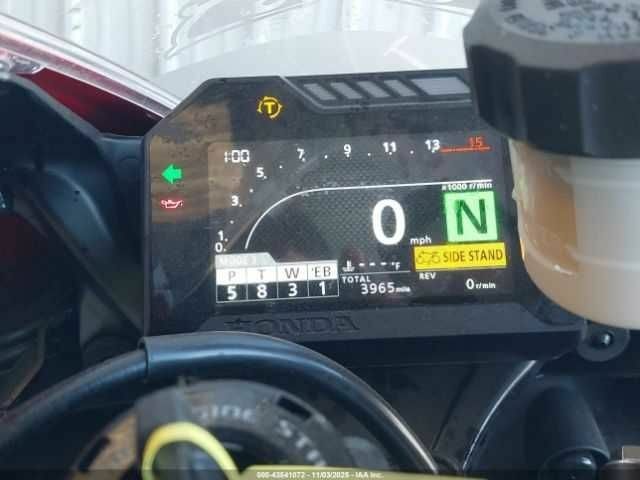 T
1:00
7 9 11 13 15
5
3
1
0
x1000 r/min
0 mph
N
MODE 1
P T W EB
5 8 3 1
---°F
SIDE STAND
TOTAL
3965 mile
REV
0 r/min
HONDA
ENGINE ST
000-43541072 - 11/03/2025 - IAA Inc.